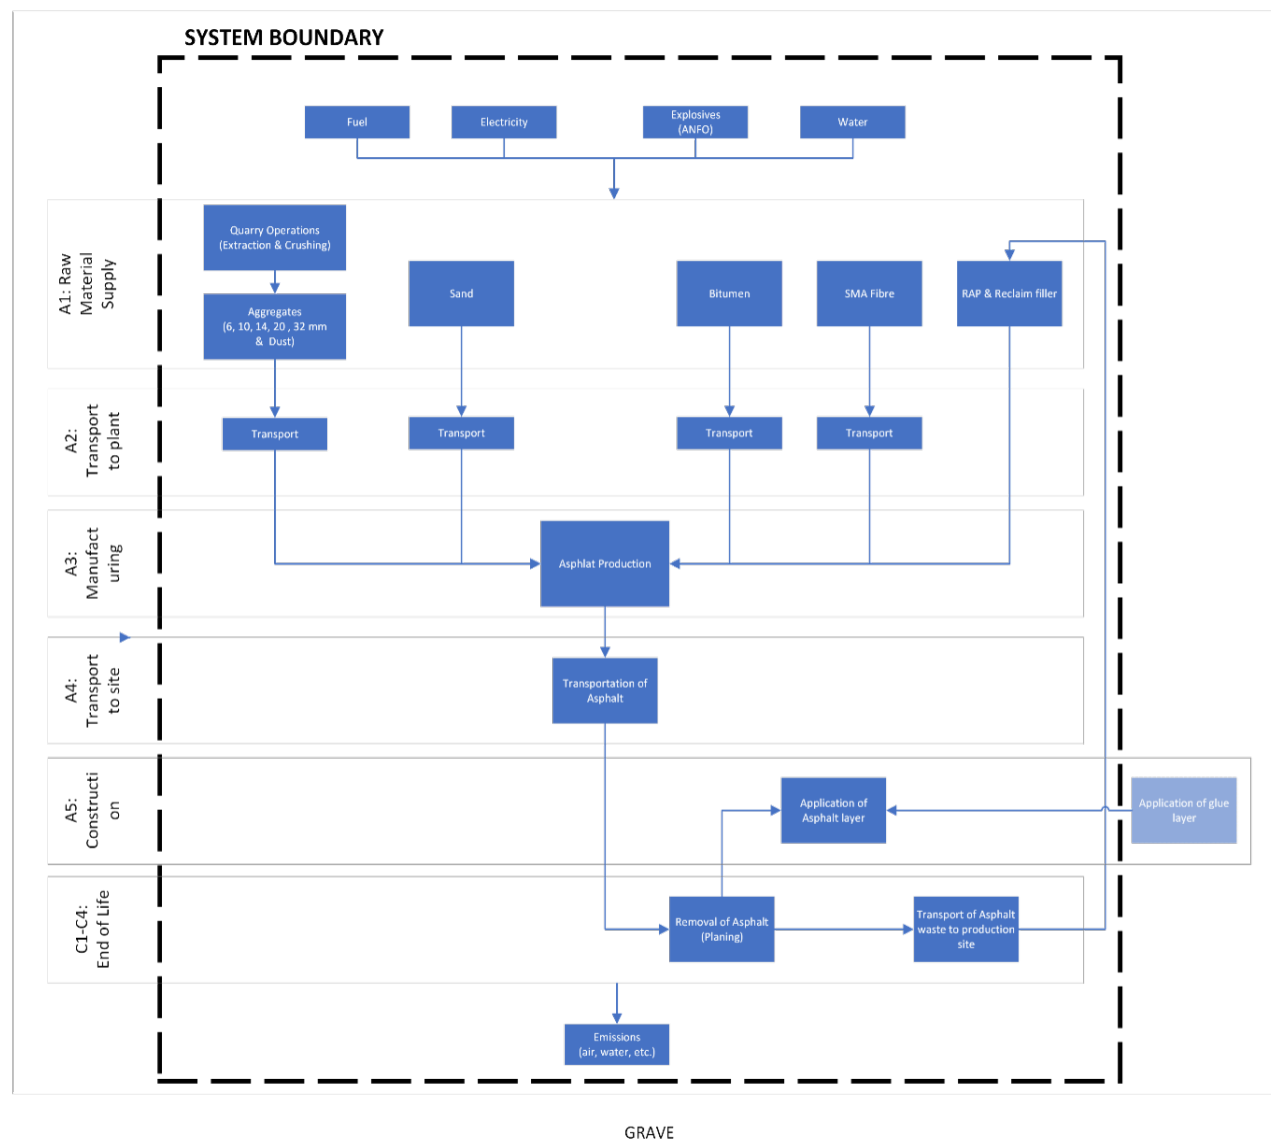 SYSTEM BOUNDARY
Fuel
Electricity
Explosives
(ANFO)
Water
A1: Raw
Material
Supply
Quarry Operations
(Extraction & Crushing)
Aggregates
(6, 10, 14, 20 , 32 mm
& Dust)
Sand
Bitumen
SMA Fibre
RAP & Reclaim filler
A2:
Transport
to plant
Transport
Transport
Transport
Transport
A3:
Manufact
uring
Asphlat Production
A4:
Transport
to site
Transportation of
Asphalt
A5:
Constructi
on
Application of
Asphalt layer
Application of glue
layer
C1-C4:
End of Life
Removal of Asphalt
(Planing)
Transport of Asphalt
waste to production
site
Emissions
(air, water, etc.)
GRAVE